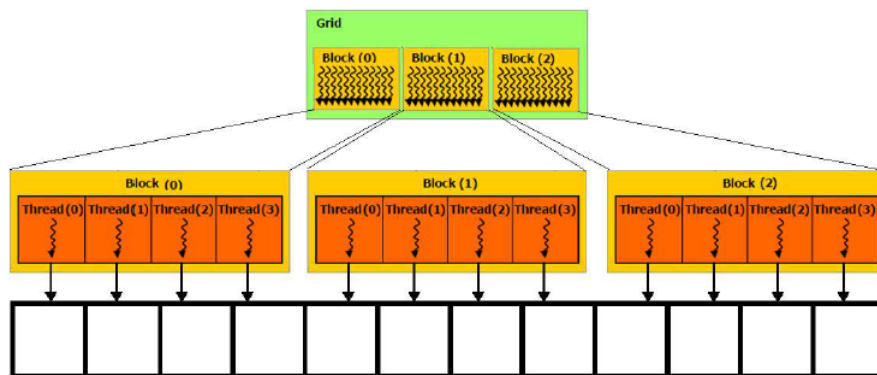 Grid
Block (0) Block (1) Block (2)
Block (0) Block (1) Block (2)
Thread(0) Thread(1) Thread(2) Thread(3) Thread(0) Thread(1) Thread(2) Thread(3) Thread(0) Thread(1) Thread(2) Thread(3)